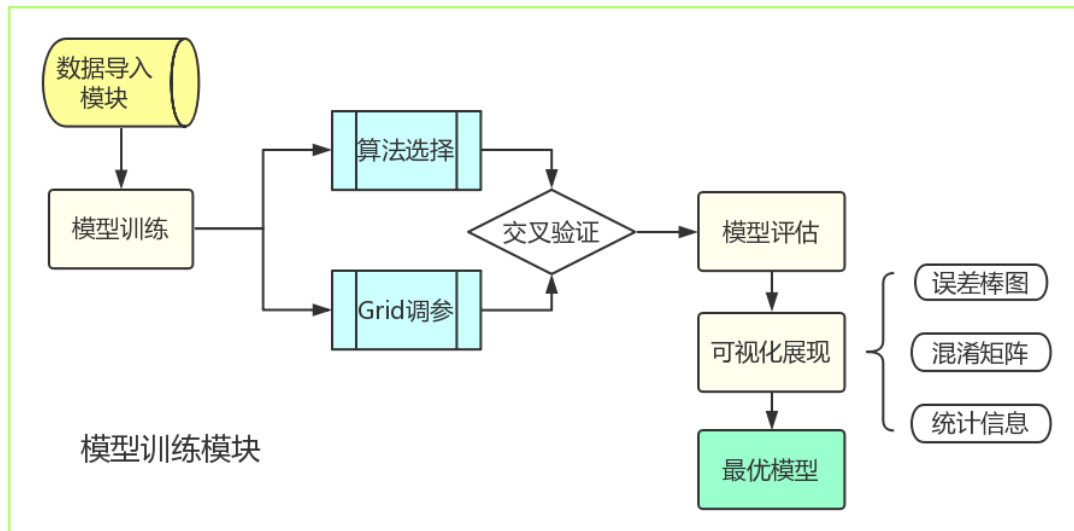 数据导入
模块
模型训练
算法选择
Grid调参
交叉验证
模型评估
可视化展现
最优模型
误差棒图
混淆矩阵
统计信息
模型训练模块